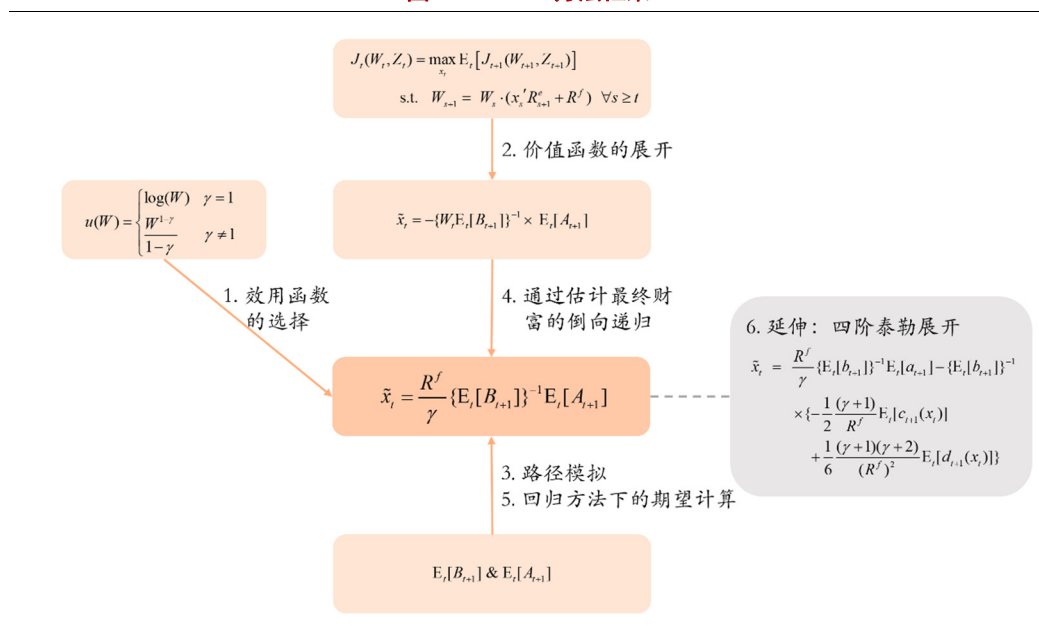 J_t(W_t, Z_t) = max_{x_t} E_t[J_{t+1}(W_{t+1}, Z_{t+1})]
s.t. W_{s+1} = W_s·(x_s′R^e_{s+1} + R^f) ∀s ≥ t
2. 价值函数的展开
u(W) = { log(W) γ = 1
W^{1-γ}/(1-γ) γ ≠ 1
x̃_t = -{W_t E_t[B_{t+1}]}^{-1} × E_t[A_{t+1}]
1. 效用函数
的选择
4. 通过估计最终财
富的倒向递归
x̃_t = R^f/γ {E_t[B_{t+1}]}^{-1} E_t[A_{t+1}]
6. 延伸：四阶泰勒展开
x̃_t = R^f/γ {E_t[b_{t+1}]}^{-1} E_t[a_{t+1}] - {E_t[b_{t+1}]}^{-1}
×{-1/2 (γ+1)/R^f E_t[c_{t+1}(x_t)]
+1/6 (γ+1)(γ+2)/(R^f)^2 E_t[d_{t+1}(x_t)]}
3. 路径模拟
5. 回归方法下的期望计算
E_t[B_{t+1}] & E_t[A_{t+1}]